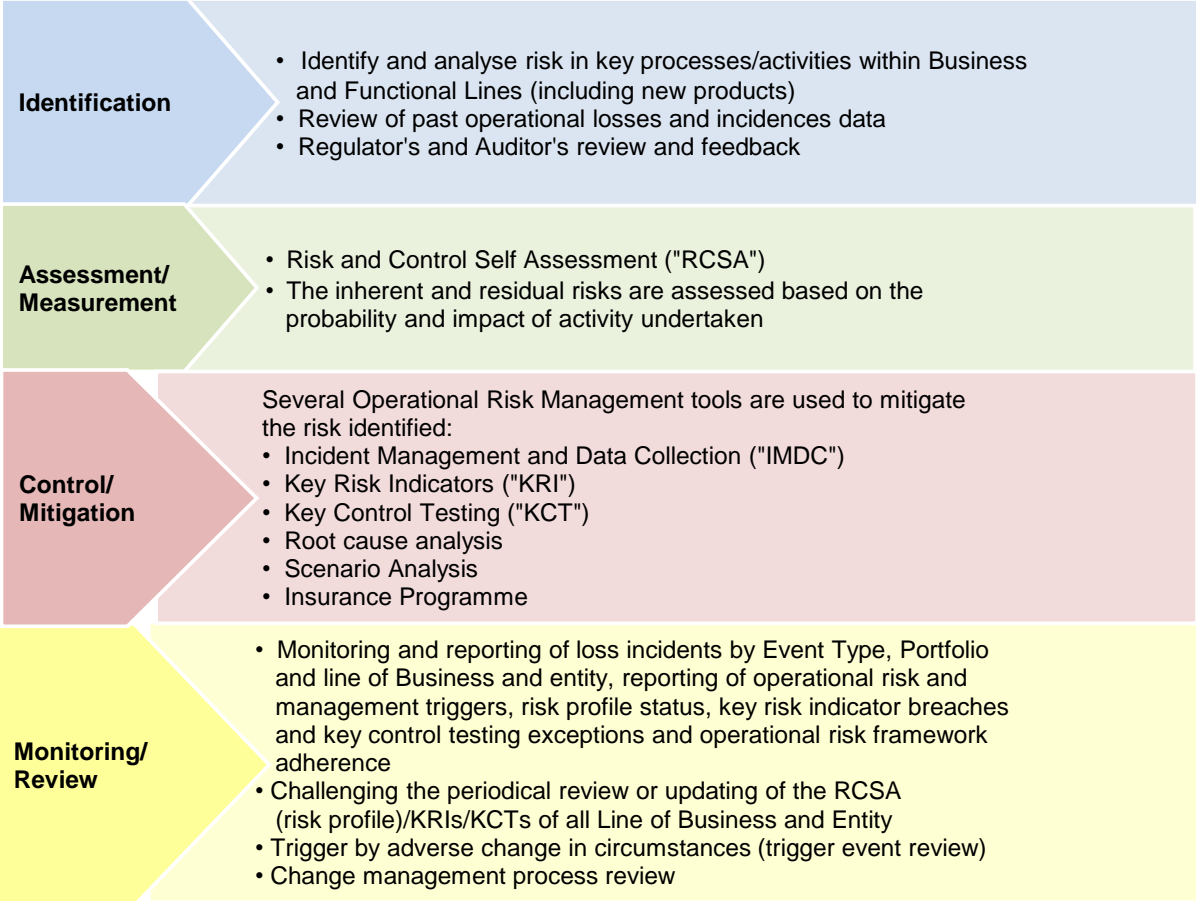 Identification
• Identify and analyse risk in key processes/activities within Business
and Functional Lines (including new products)
• Review of past operational losses and incidences data
• Regulator's and Auditor's review and feedback
Assessment/
Measurement
• Risk and Control Self Assessment ("RCSA")
• The inherent and residual risks are assessed based on the
probability and impact of activity undertaken
Control/
Mitigation
Several Operational Risk Management tools are used to mitigate
the risk identified:
• Incident Management and Data Collection ("IMDC")
• Key Risk Indicators ("KRI")
• Key Control Testing ("KCT")
• Root cause analysis
• Scenario Analysis
• Insurance Programme
Monitoring/
Review
• Monitoring and reporting of loss incidents by Event Type, Portfolio
and line of Business and entity, reporting of operational risk and
management triggers, risk profile status, key risk indicator breaches
and key control testing exceptions and operational risk framework
adherence
• Challenging the periodical review or updating of the RCSA
(risk profile)/KRIs/KCTs of all Line of Business and Entity
• Trigger by adverse change in circumstances (trigger event review)
• Change management process review